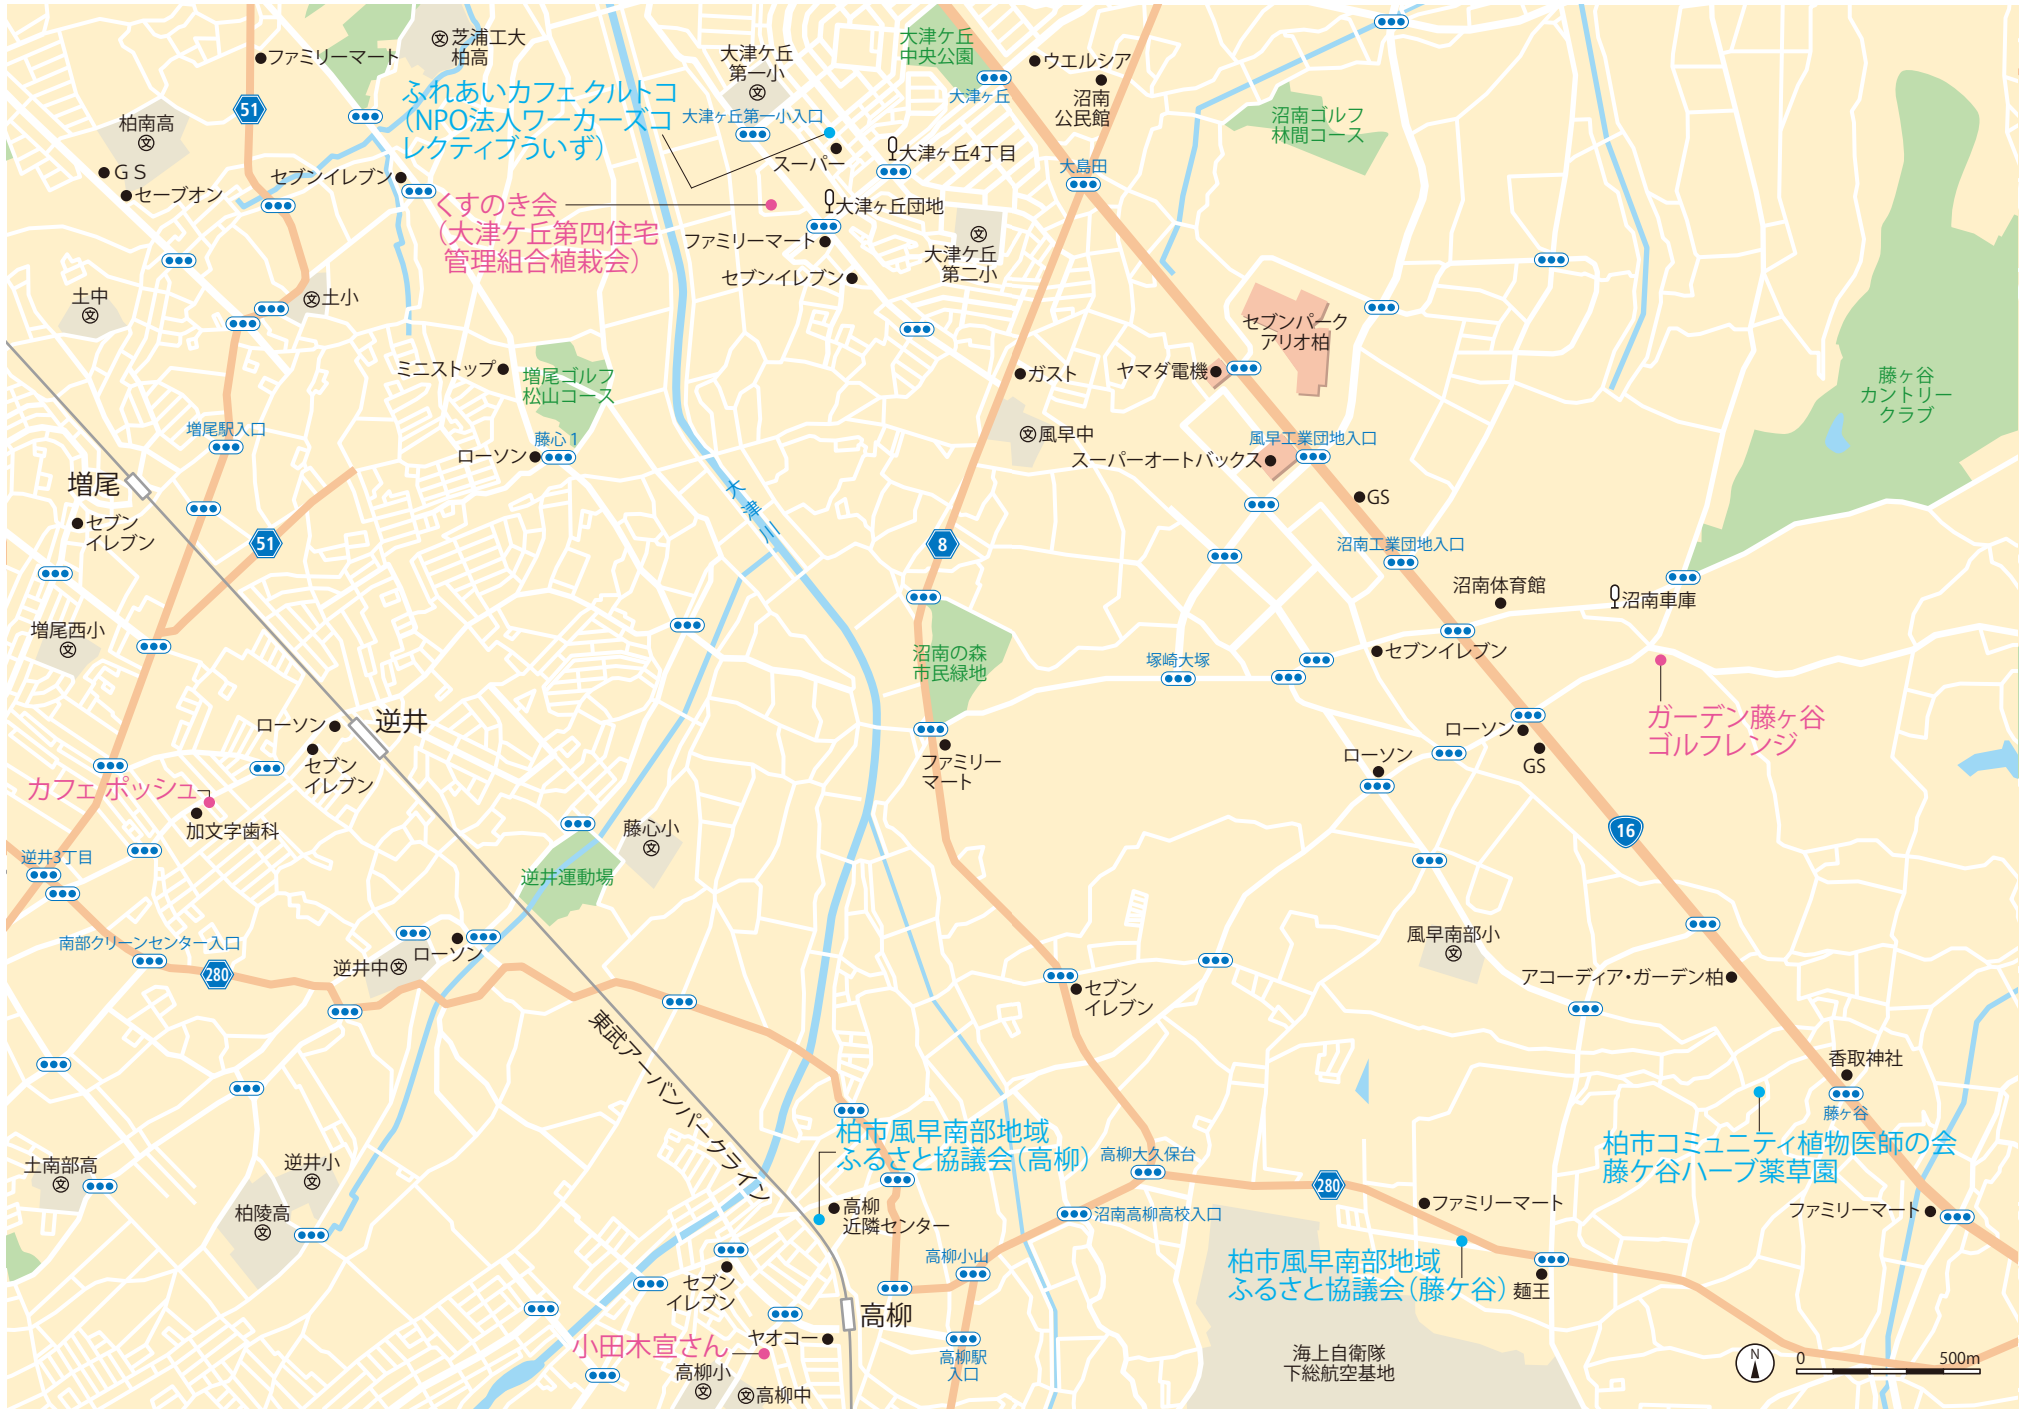 ファミリーマート
芝浦工大
柏高
大津ケ丘
第一小
大津ケ丘
中央公園
ウエルシア
沼南
公民館
大津ヶ丘
51
ふれあいカフェ クルトコ
(NPO法人ワーカーズコ
レクティブういず)
大津ヶ丘第一小入口
沼南ゴルフ
林間コース
柏南高
スーパー
大津ヶ丘4丁目
大島田
GS
セーブオン
セブンイレブン
くすのき会
(大津ケ丘第四住宅
管理組合植栽会)
大津ヶ丘団地
ファミリーマート
大津ケ丘
第二小
セブンイレブン
土中
土小
セブンパーク
アリオ柏
ミニストップ
増尾ゴルフ
松山コース
ガスト
ヤマダ電機
藤ヶ谷
カントリー
クラブ
増尾駅入口
藤心1
ローソン
風早中
風早工業団地入口
スーパーオートバックス
増尾
セブン
イレブン
51
大津川
8
GS
沼南工業団地入口
沼南体育館
沼南車庫
増尾西小
沼南の森
市民緑地
塚崎大塚
セブンイレブン
ローソン
逆井
セブン
イレブン
ファミリー
マート
ローソン
ローソン
GS
ガーデン藤ヶ谷
ゴルフレンジ
カフェ ポッシュ
加文字歯科
16
逆井3丁目
藤心小
逆井運動場
南部クリーンセンター入口
280
逆井中
ローソン
風早南部小
アコーディア・ガーデン柏
セブン
イレブン
東武アーバンパークライン
香取神社
藤ヶ谷
柏市風早南部地域
ふるさと協議会(高柳)
高柳大久保台
柏市コミュニティ植物医師の会
藤ケ谷ハーブ薬草園
土南部高
逆井小
柏陵高
高柳
近隣センター
沼南高柳高校入口
280
ファミリーマート
ファミリーマート
高柳小山
柏市風早南部地域
ふるさと協議会(藤ケ谷)
麺王
セブン
イレブン
高柳
小田木宣さん
ヤオコー
高柳小
高柳中
高柳駅
入口
海上自衛隊
下総航空基地
N
0 500m